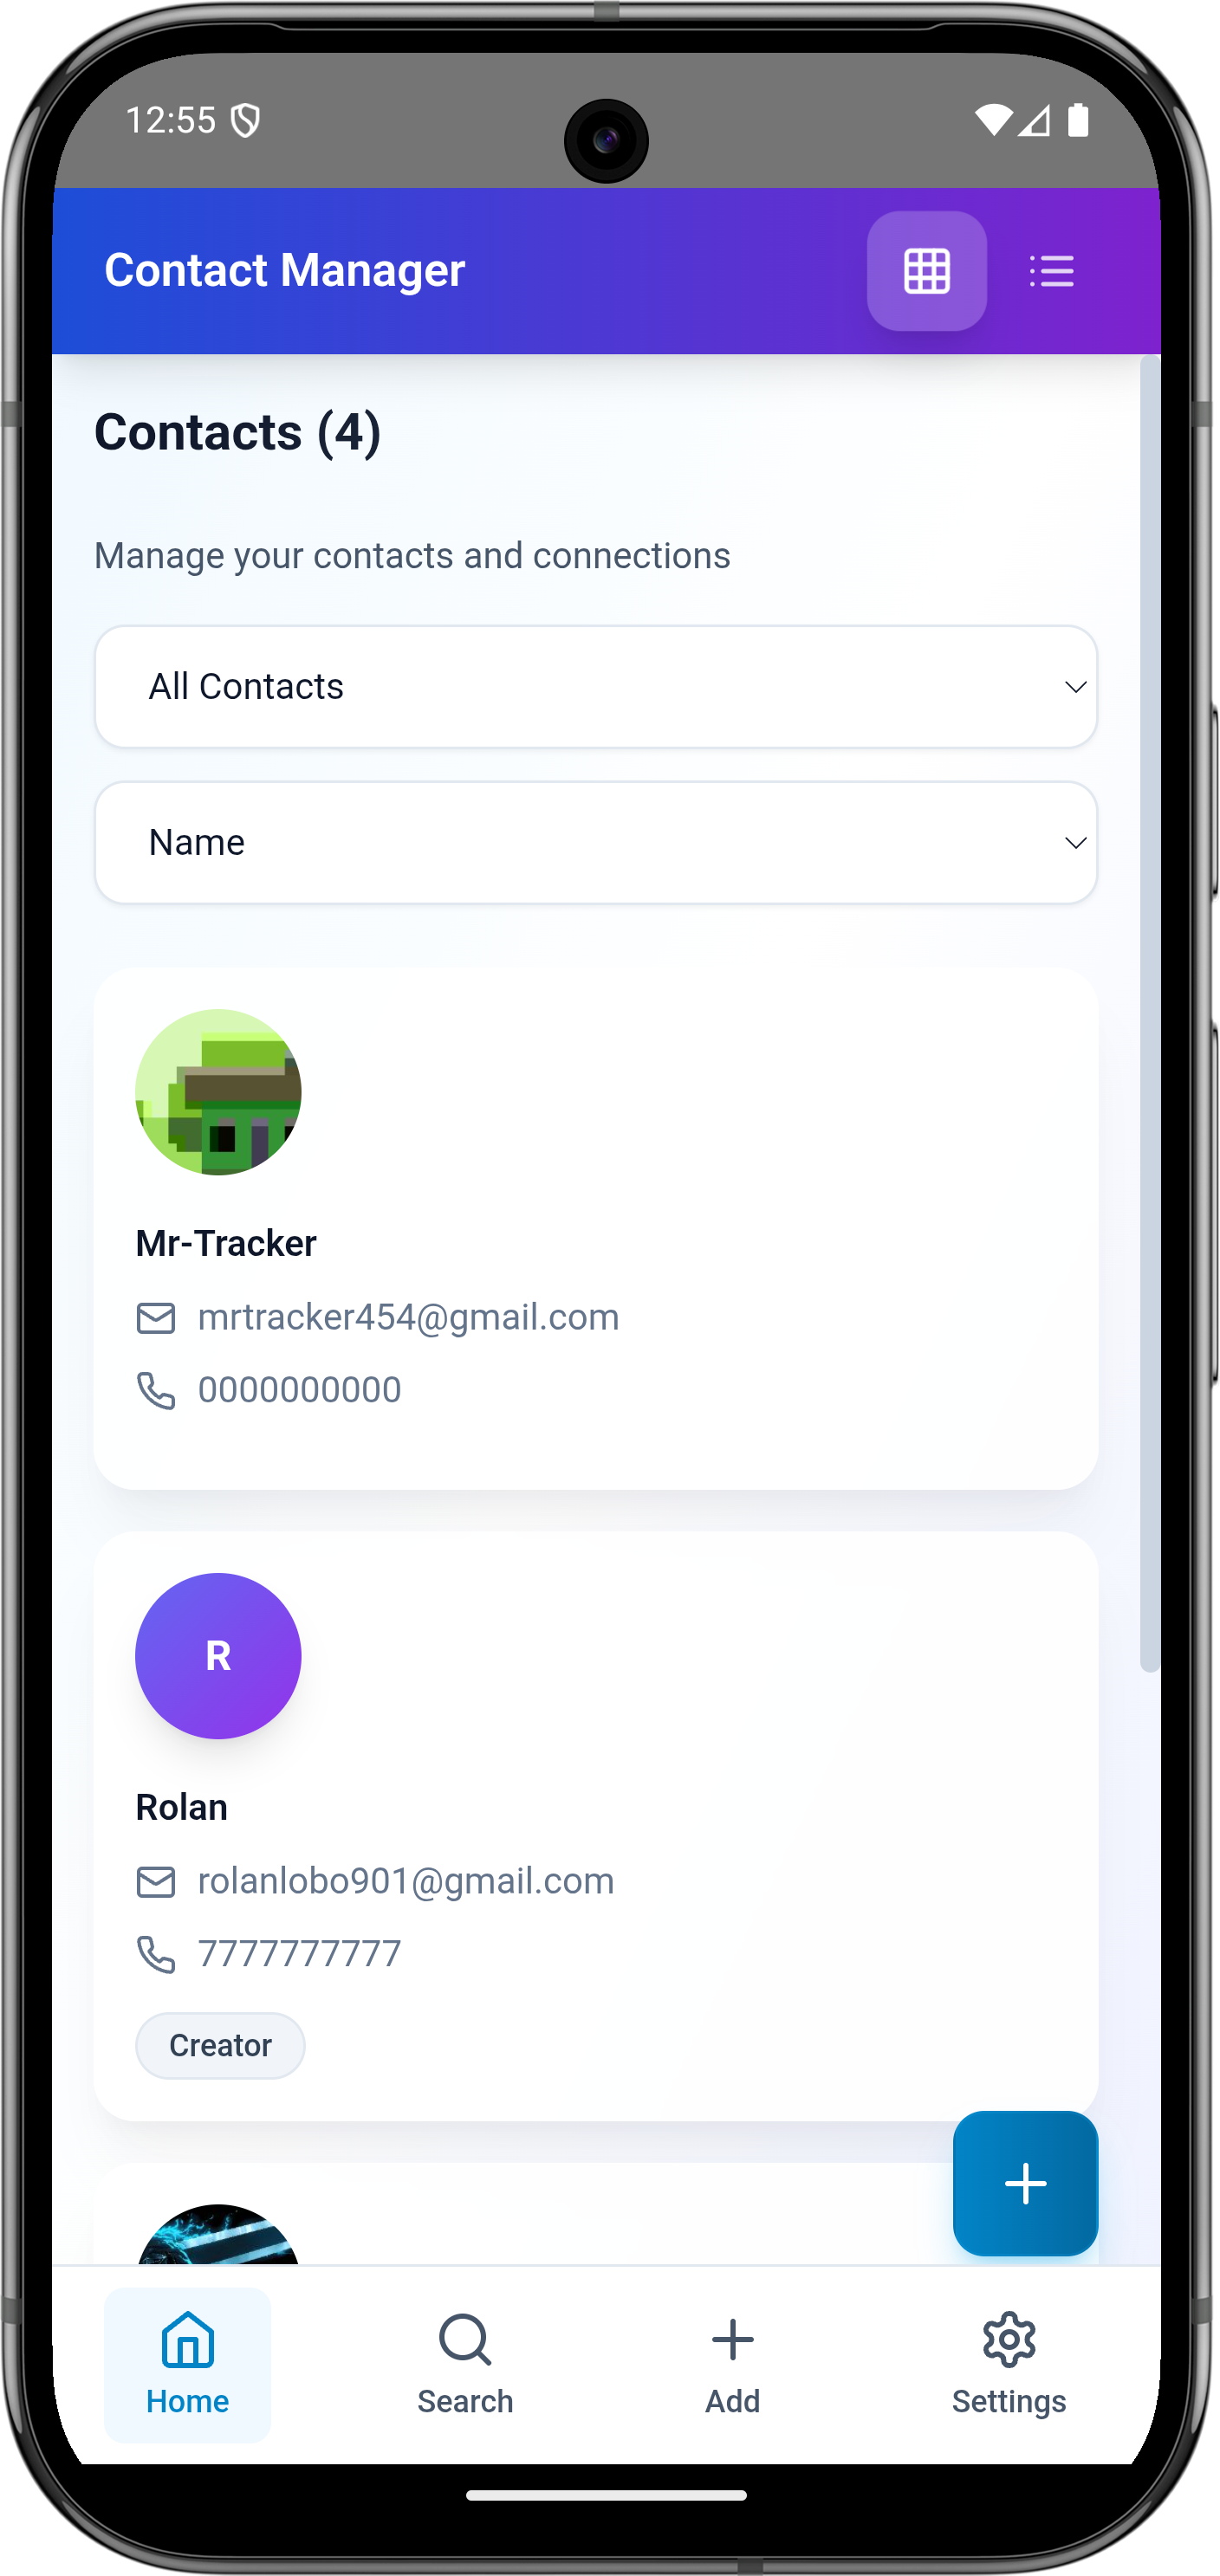 12:55
Contact Manager
Contacts (4)
Manage your contacts and connections
All Contacts
Name
Mr-Tracker
mrtracker454@gmail.com
0000000000
R
Rolan
rolanlobo901@gmail.com
7777777777
Creator
Home
Search
Add
Settings